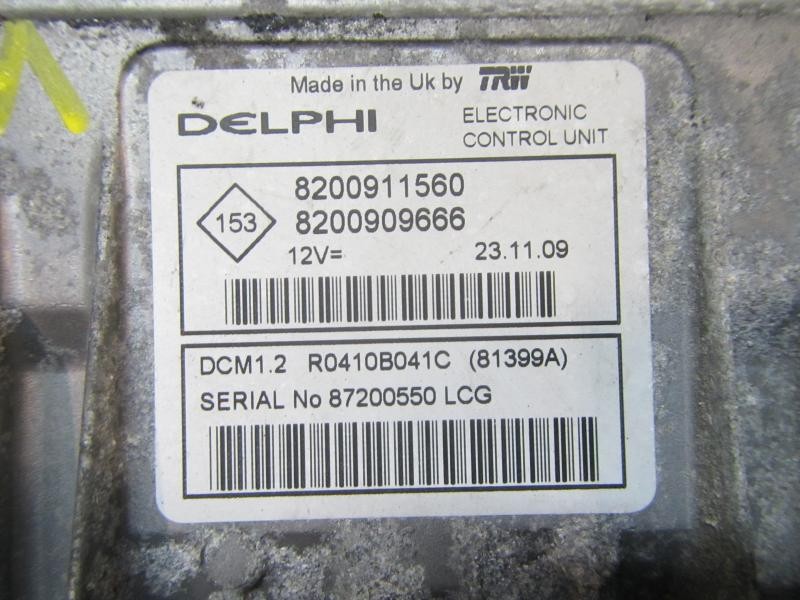 Made in the Uk by TRW
DELPHI
ELECTRONIC
CONTROL UNIT
153
8200911560
8200909666
12V=
23.11.09
DCM1.2 R0410B041C (81399A)
SERIAL No 87200550 LCG